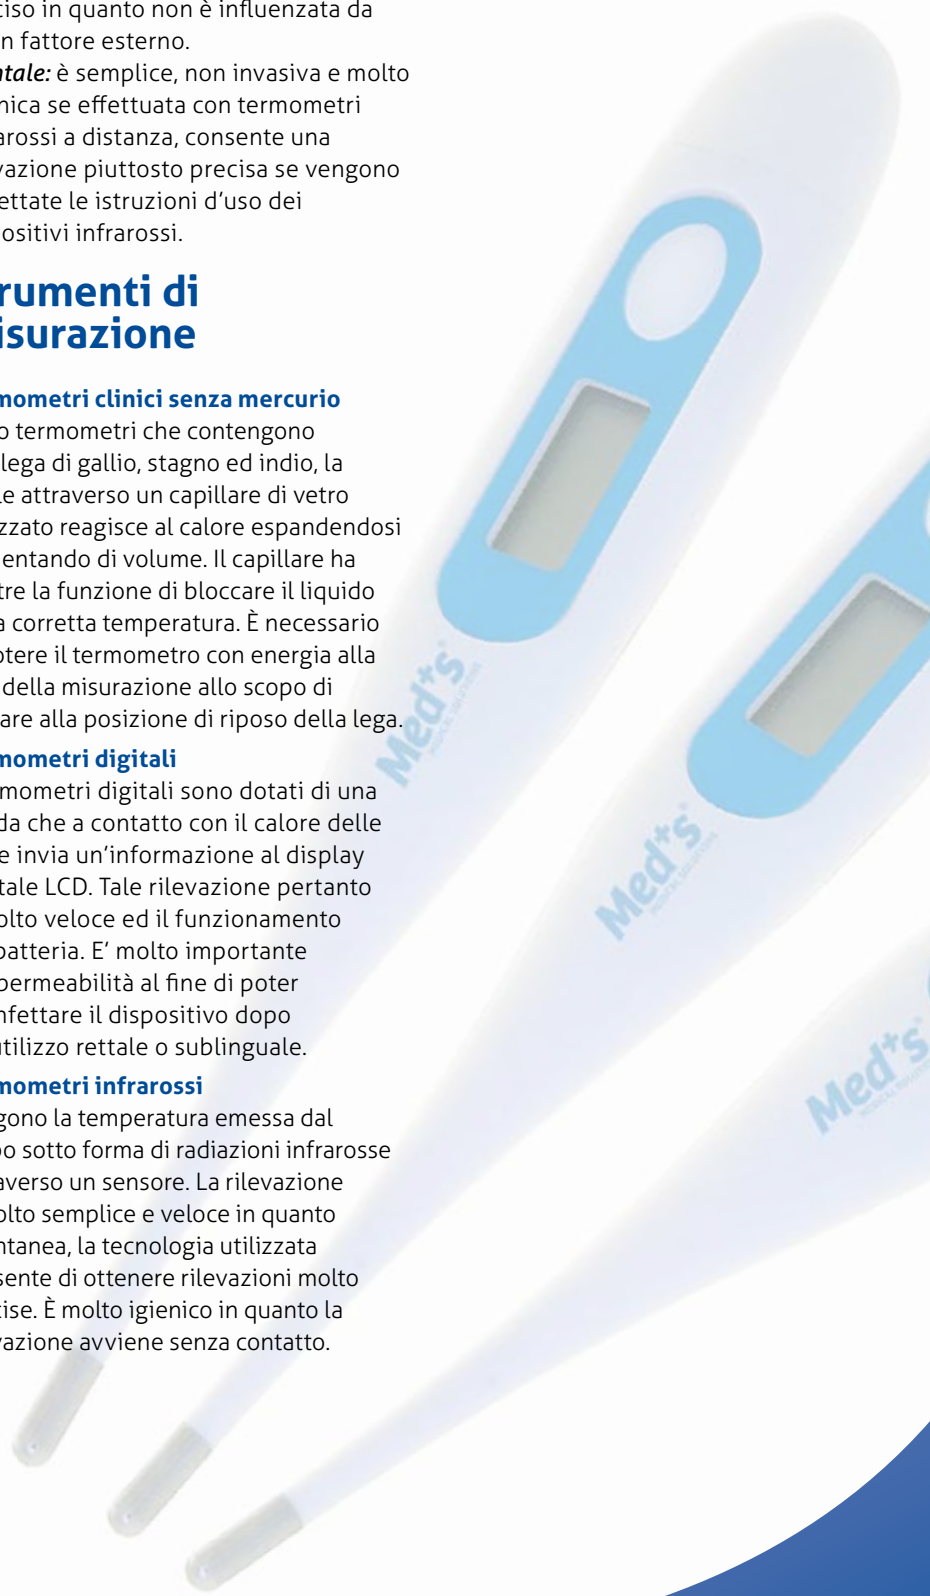 ciso in quanto non è influenzata da
n fattore esterno.
ntale: è semplice, non invasiva e molto
nica se effettuata con termometri
arossi a distanza, consente una
vazione piuttosto precisa se vengono
ettate le istruzioni d’uso dei
ositivi infrarossi.
rumenti di
isurazione
mometri clinici senza mercurio
o termometri che contengono
lega di gallio, stagno ed indio, la
le attraverso un capillare di vetro
zzato reagisce al calore espandendosi
entando di volume. Il capillare ha
tre la funzione di bloccare il liquido
a corretta temperatura. È necessario
otere il termometro con energia alla
della misurazione allo scopo di
are alla posizione di riposo della lega.
mometri digitali
mometri digitali sono dotati di una
da che a contatto con il calore delle
e invia un’informazione al display
tale LCD. Tale rilevazione pertanto
olto veloce ed il funzionamento
batteria. E’ molto importante
permeabilità al fine di poter
nfettare il dispositivo dopo
utilizzo rettale o sublinguale.
mometri infrarossi
gono la temperatura emessa dal
po sotto forma di radiazioni infrarosse
averso un sensore. La rilevazione
olto semplice e veloce in quanto
ntanea, la tecnologia utilizzata
sente di ottenere rilevazioni molto
cise. È molto igienico in quanto la
vazione avviene senza contatto.
Med+s
Med+s
MEDICAL SOLUTIONS
Med+s